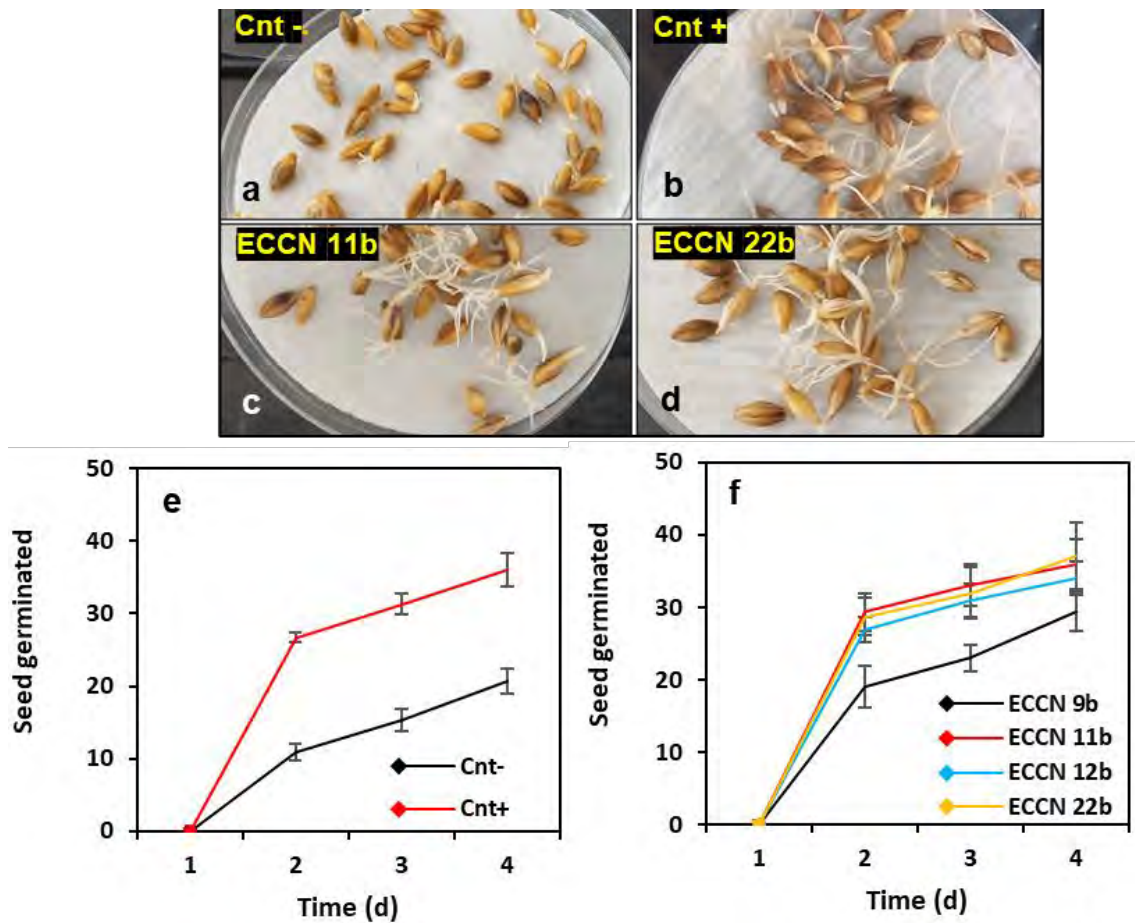 Cnt -.
Cnt +
a
b
ECCN 11b
ECCN 22b
c
d
50
40
30
20
10
0
Seed germinated
e
Cnt-
Cnt+
1 2 3 4
Time (d)
50
40
30
20
10
0
Seed germinated
f
ECCN 9b
ECCN 11b
ECCN 12b
ECCN 22b
1 2 3 4
Time (d)